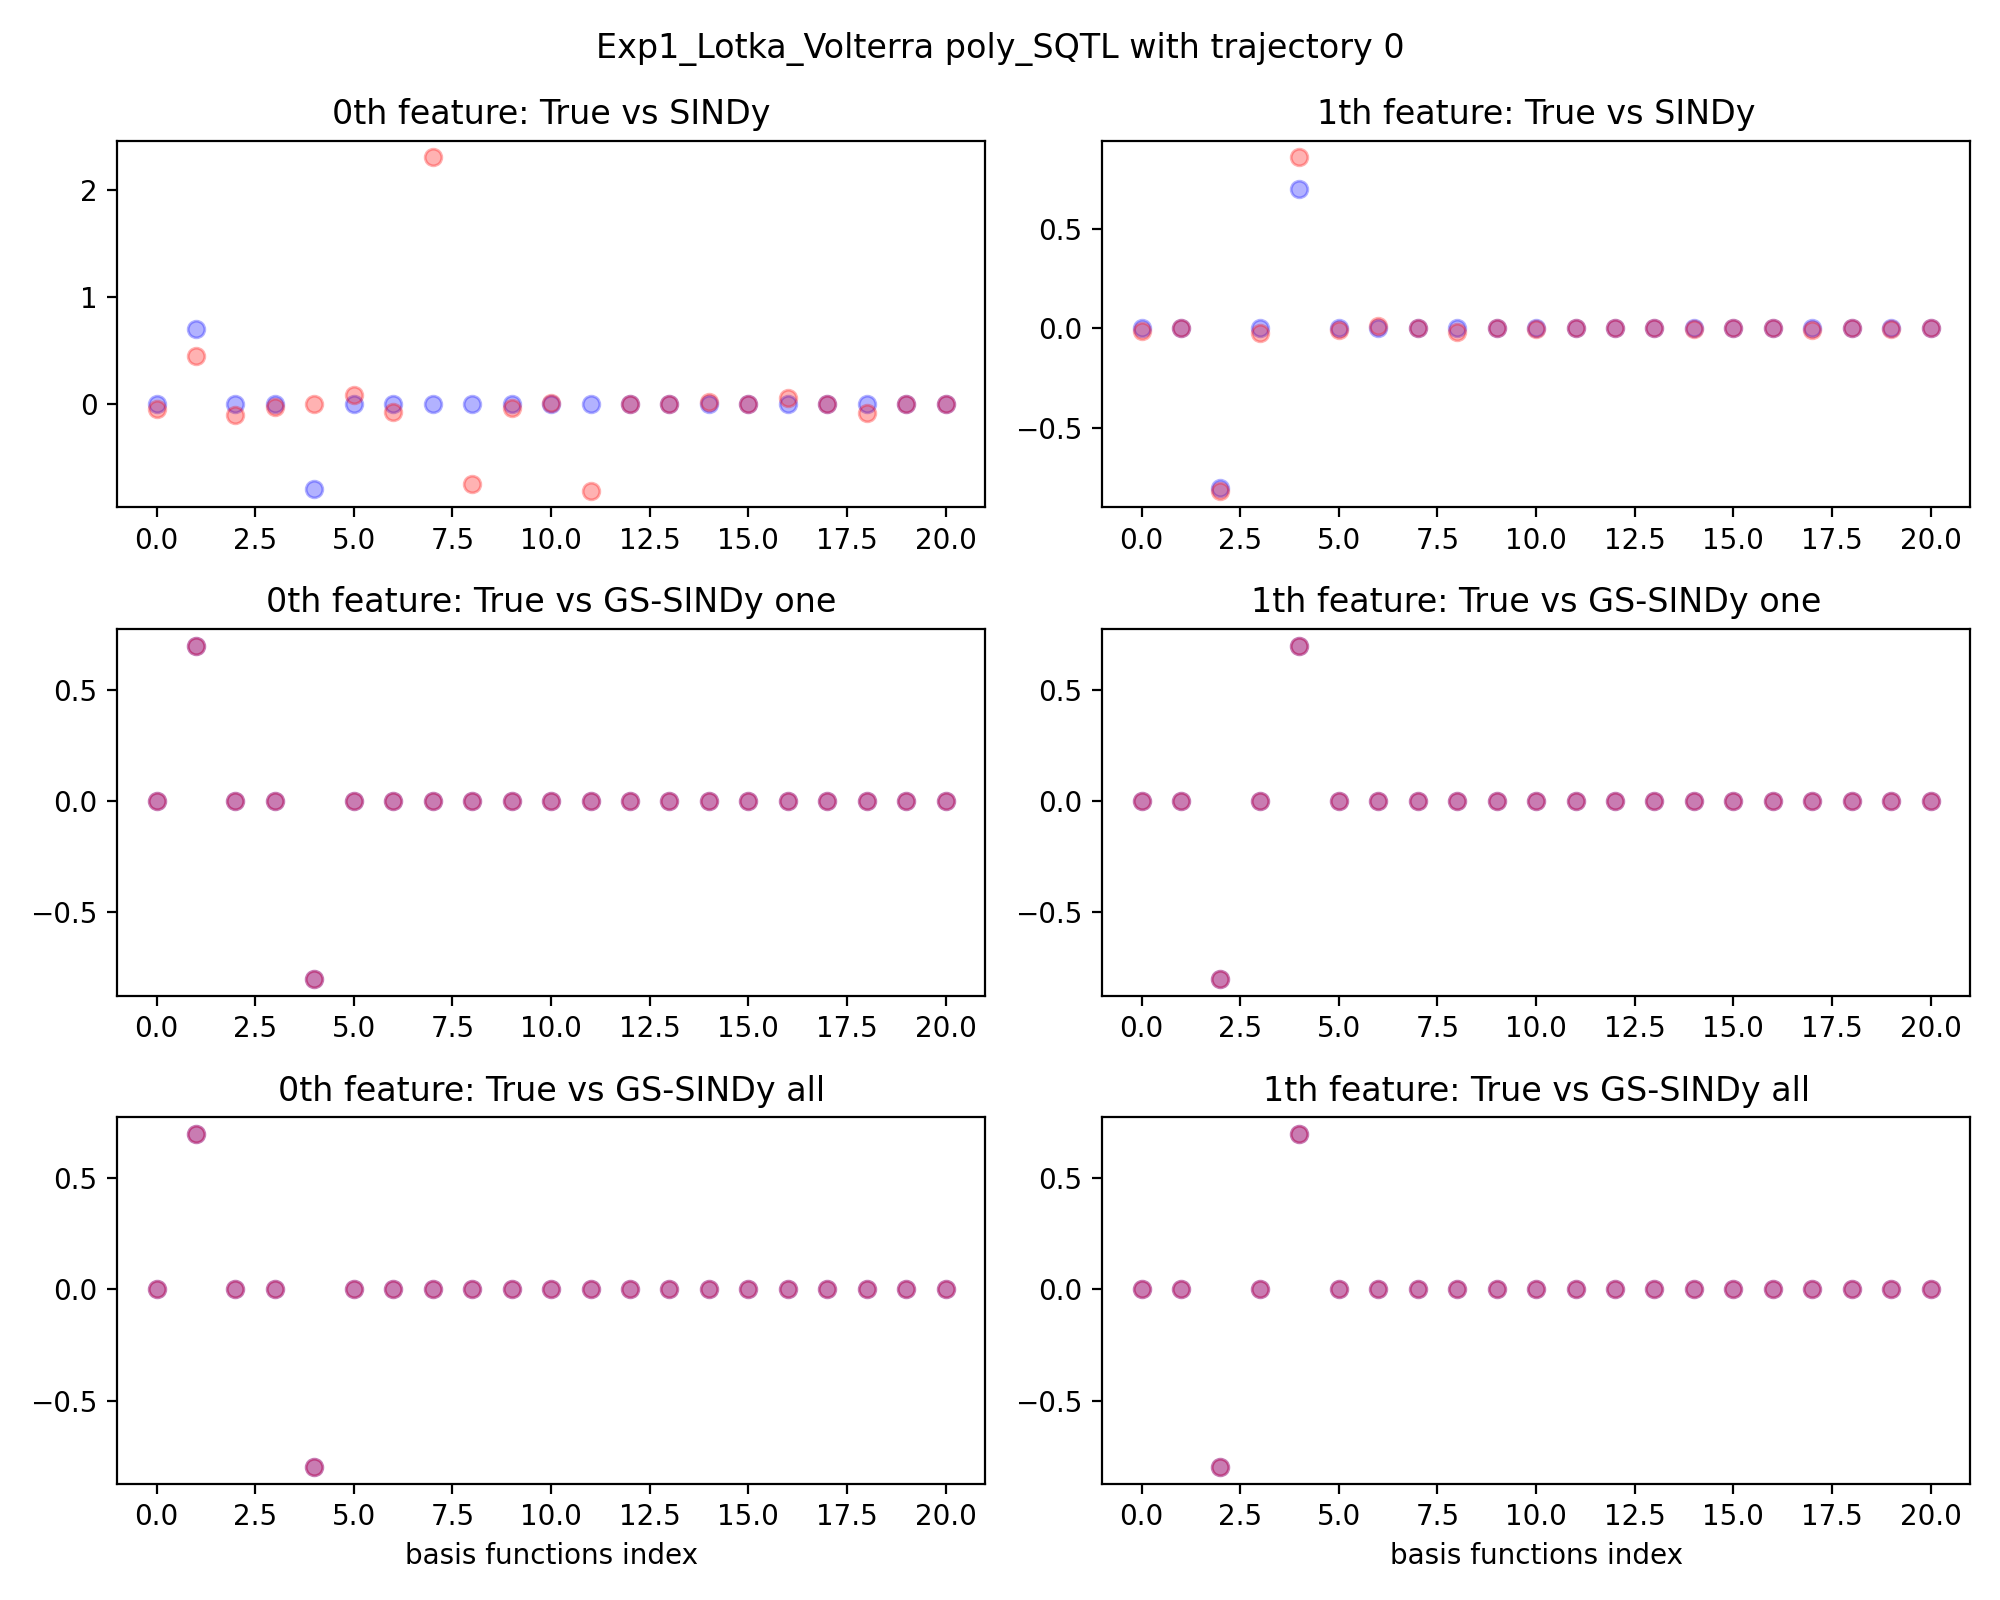 Exp1_Lotka_Volterra poly_SQTL with trajectory 0
0th feature: True vs SINDy
2
1
0
0.0 2.5 5.0 7.5 10.0 12.5 15.0 17.5 20.0
1th feature: True vs SINDy
0.5
0.0
−0.5
0.0 2.5 5.0 7.5 10.0 12.5 15.0 17.5 20.0
0th feature: True vs GS-SINDy one
0.5
0.0
−0.5
0.0 2.5 5.0 7.5 10.0 12.5 15.0 17.5 20.0
1th feature: True vs GS-SINDy one
0.5
0.0
−0.5
0.0 2.5 5.0 7.5 10.0 12.5 15.0 17.5 20.0
0th feature: True vs GS-SINDy all
0.5
0.0
−0.5
0.0 2.5 5.0 7.5 10.0 12.5 15.0 17.5 20.0
basis functions index
1th feature: True vs GS-SINDy all
0.5
0.0
−0.5
0.0 2.5 5.0 7.5 10.0 12.5 15.0 17.5 20.0
basis functions index